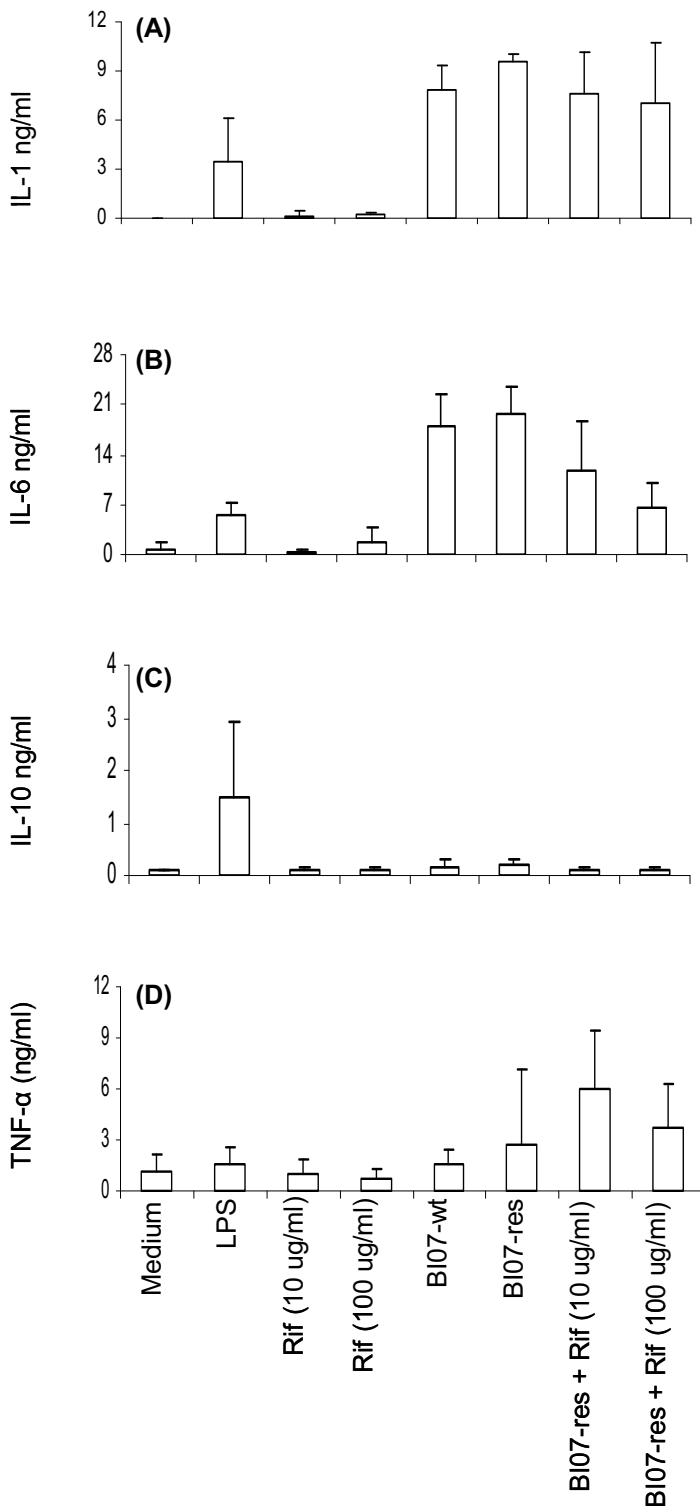 (A)
IL-1 ng/ml
12
9
6
3
0
(B)
IL-6 ng/ml
28
21
14
7
0
(C)
IL-10 ng/ml
4
3
2
1
0
(D)
TNF-α (ng/ml)
12
9
6
3
0
Medium
LPS
Rif (10 ug/ml)
Rif (100 ug/ml)
BI07-wt
BI07-res
BI07-res + Rif (10 ug/ml)
BI07-res + Rif (100 ug/ml)